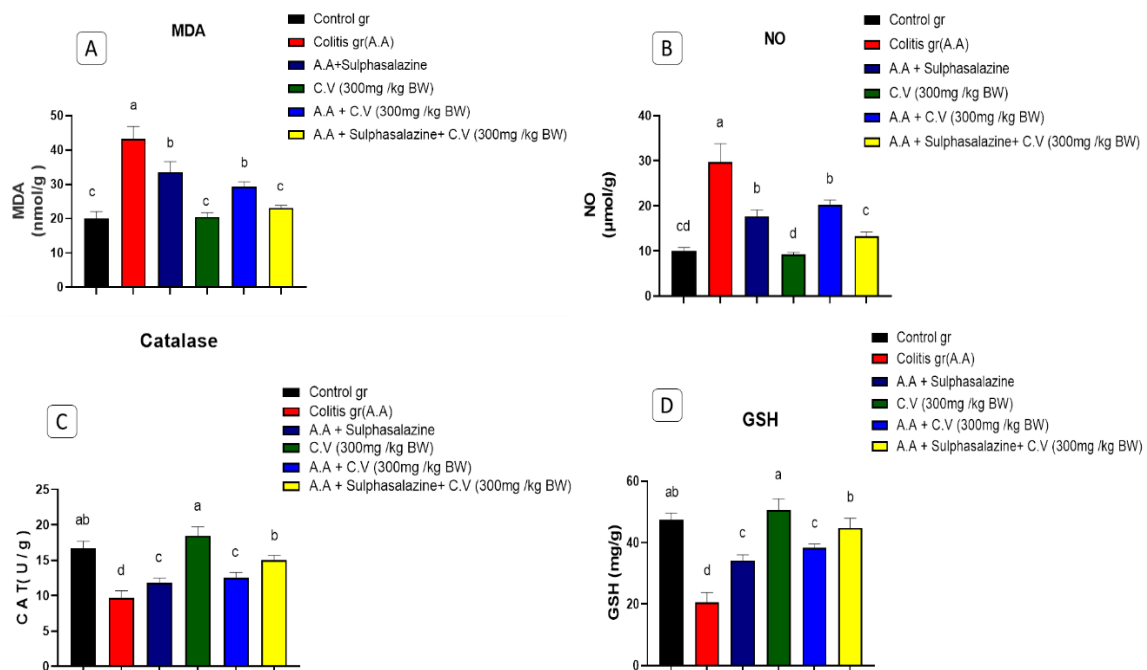 A
MDA
Control gr
Colitis gr(A.A)
A.A+Sulphasalazine
C.V (300mg /kg BW)
A.A + C.V (300mg /kg BW)
A.A + Sulphasalazine+ C.V (300mg /kg BW)
MDA
(nmol/g)
50
40
30
20
10
0
c
a
b
c
b
c
B
NO
Control gr
Colitis gr(A.A)
A.A + Sulphasalazine
C.V (300mg /kg BW)
A.A + C.V (300mg /kg BW)
A.A + Sulphasalazine+ C.V (300mg /kg BW)
NO
(µmol/g)
40
30
20
10
0
cd
a
b
d
b
c
Catalase
C
Control gr
Colitis gr(A.A)
A.A + Sulphasalazine
C.V (300mg /kg BW)
A.A + C.V (300mg /kg BW)
A.A + Sulphasalazine+ C.V (300mg /kg BW)
C A T( U / g )
25
20
15
10
5
0
ab
d
c
a
c
b
D
GSH
Control gr
Colitis gr(A.A)
A.A + Sulphasalazine
C.V (300mg /kg BW)
A.A + C.V (300mg /kg BW)
A.A + Sulphasalazine+ C.V (300mg /kg BW)
GSH (mg/g)
60
40
20
0
ab
d
c
a
c
b